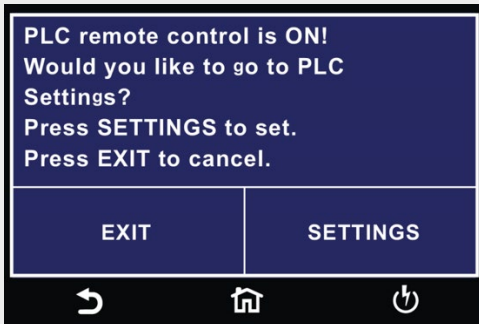 PLC remote control is ON!
Would you like to go to PLC
Settings?
Press SETTINGS to set.
Press EXIT to cancel.
EXIT
SETTINGS